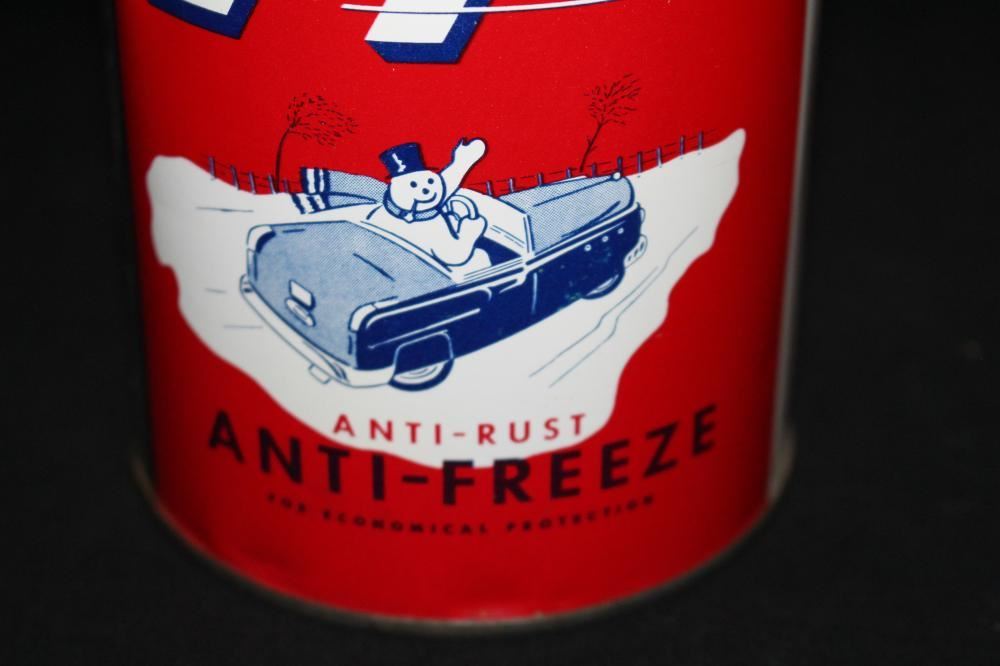 ANTI-RUST
ANTI-FREEZE
FOR ECONOMICAL PROTECTION